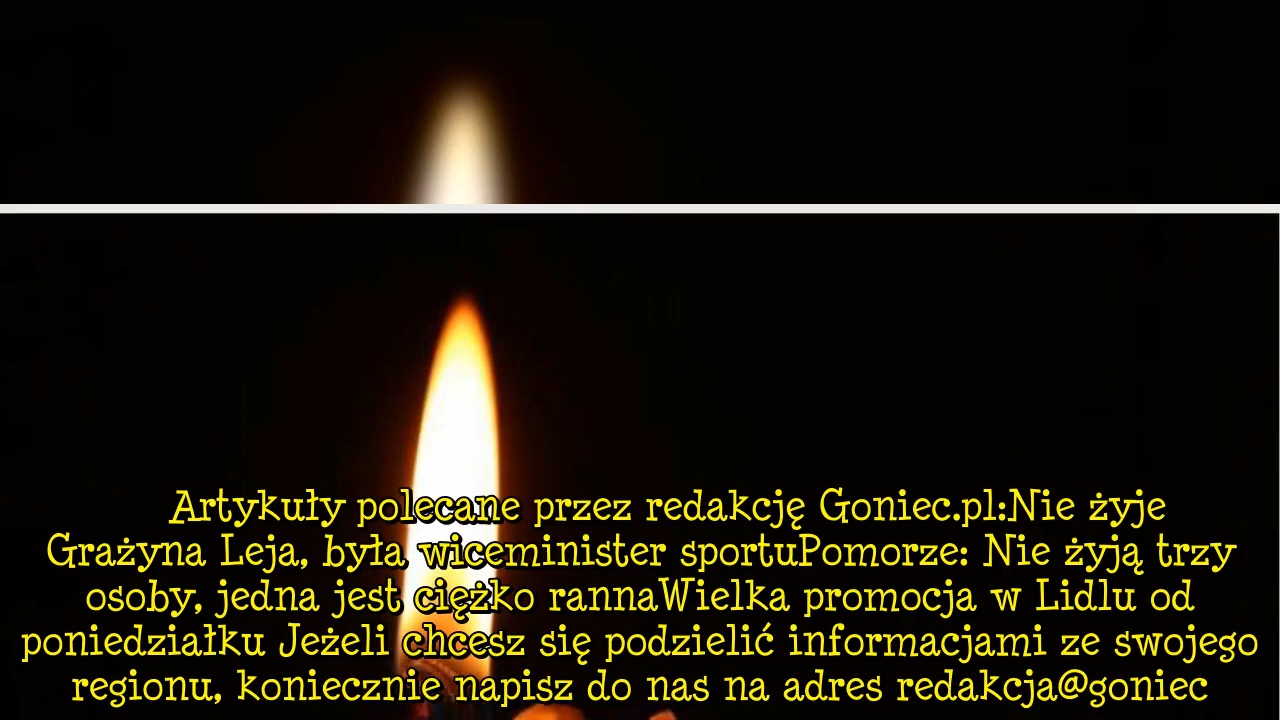 Artykuły polecane przez redakcję Goniec.pl:Nie żyje
Grażyna Leja, była wiceminister sportuPomorze: Nie żyją trzy
osoby, jedna jest ciężko rannaWielka promocja w Lidlu od
poniedziałku Jeżeli chcesz się podzielić informacjami ze swojego
regionu, koniecznie napisz do nas na adres redakcja@goniec